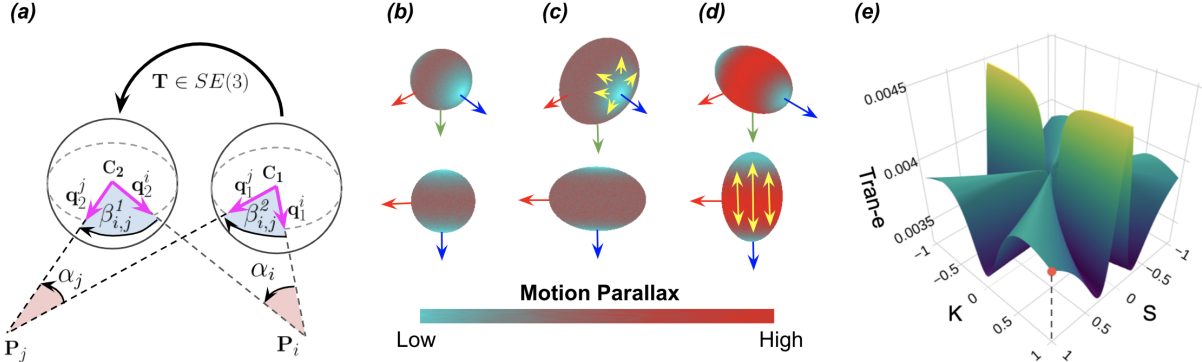 (a)
T ∈ SE(3)
C₂
C₁
q₂ʲ
q₂ⁱ
q₁ʲ
q₁ⁱ
β¹ᵢ,ⱼ
β²ᵢ,ⱼ
αⱼ
αᵢ
Pⱼ
Pᵢ
(b)
(c)
(d)
Motion Parallax
Low
High
(e)
0.0045
0.004
0.0035
Tran-e
−1
−0.5
0
0.5
1
K
−1
−0.5
0
0.5
1
S